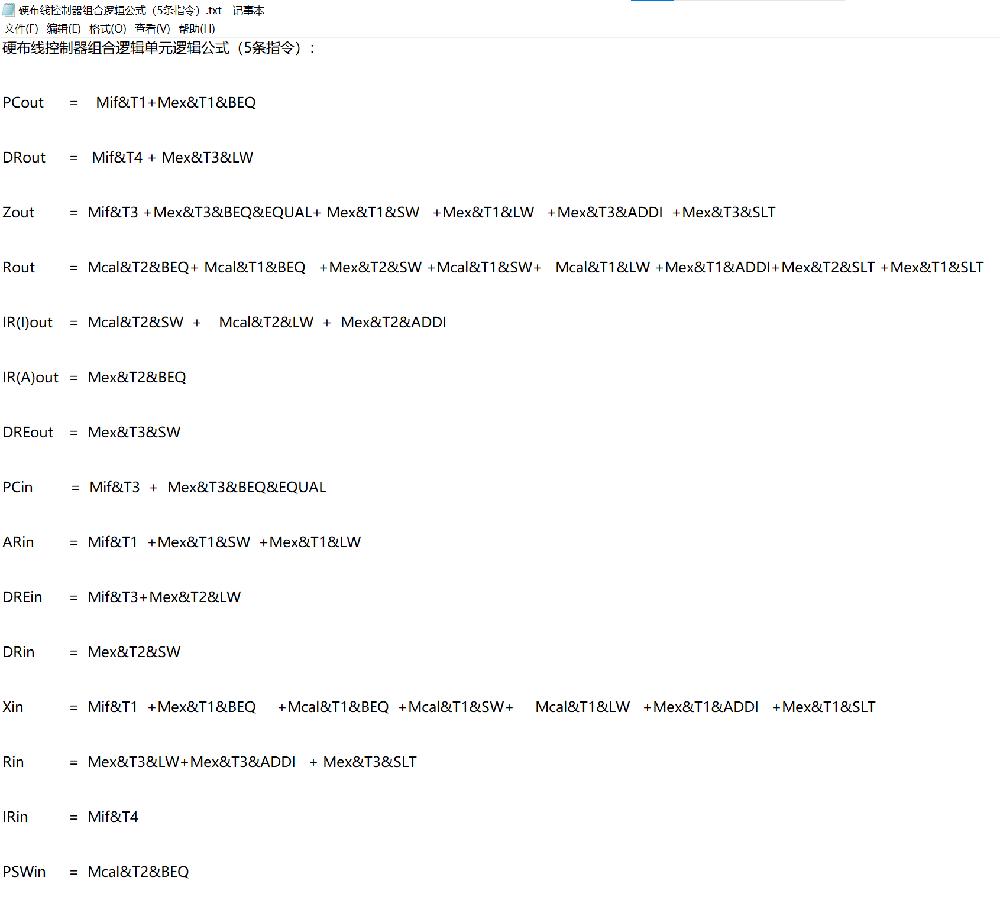 硬布线控制器组合逻辑公式（5条指令）.txt - 记事本
文件(F) 编辑(E) 格式(O) 查看(V) 帮助(H)
硬布线控制器组合逻辑单元逻辑公式（5条指令）：
PCout = Mif&T1+Mex&T1&BEQ
DRout = Mif&T4 + Mex&T3&LW
Zout = Mif&T3 +Mex&T3&BEQ&EQUAL+ Mex&T1&SW +Mex&T1&LW +Mex&T3&ADDI +Mex&T3&SLT
Rout = Mcal&T2&BEQ+ Mcal&T1&BEQ +Mex&T2&SW +Mcal&T1&SW+ Mcal&T1&LW +Mex&T1&ADDI+Mex&T2&SLT +Mex&T1&SLT
IR(I)out = Mcal&T2&SW + Mcal&T2&LW + Mex&T2&ADDI
IR(A)out = Mex&T2&BEQ
DREout = Mex&T3&SW
PCin = Mif&T3 + Mex&T3&BEQ&EQUAL
ARin = Mif&T1 +Mex&T1&SW +Mex&T1&LW
DREin = Mif&T3+Mex&T2&LW
DRin = Mex&T2&SW
Xin = Mif&T1 +Mex&T1&BEQ +Mcal&T1&BEQ +Mcal&T1&SW+ Mcal&T1&LW +Mex&T1&ADDI +Mex&T1&SLT
Rin = Mex&T3&LW+Mex&T3&ADDI + Mex&T3&SLT
IRin = Mif&T4
PSWin = Mcal&T2&BEQ